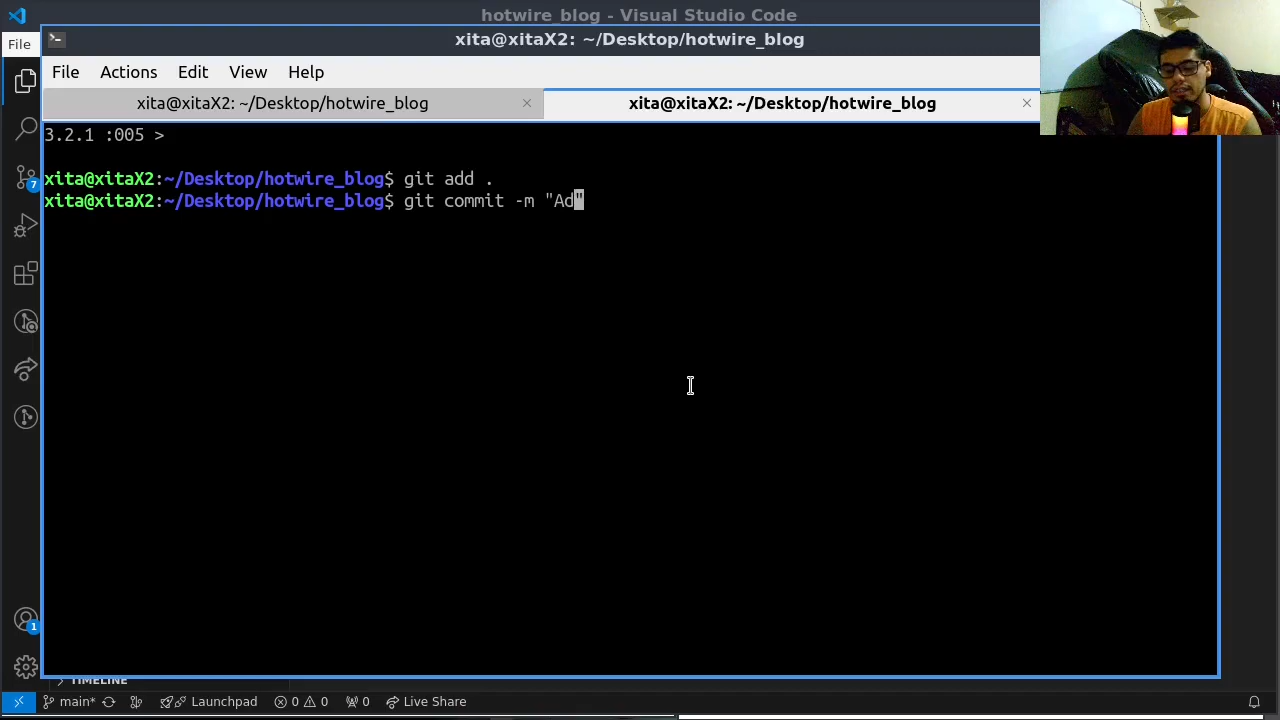 hotwire_blog - Visual Studio Code
File
xita@xitaX2: ~/Desktop/hotwire_blog
File Actions Edit View Help
xita@xitaX2: ~/Desktop/hotwire_blog × xita@xitaX2: ~/Desktop/hotwire_blog ×
3.2.1 :005 >
xita@xitaX2:~/Desktop/hotwire_blog$ git add .
xita@xitaX2:~/Desktop/hotwire_blog$ git commit -m "Ad"
7
1
TIMELINE
main* Launchpad 0 0 0 Live Share